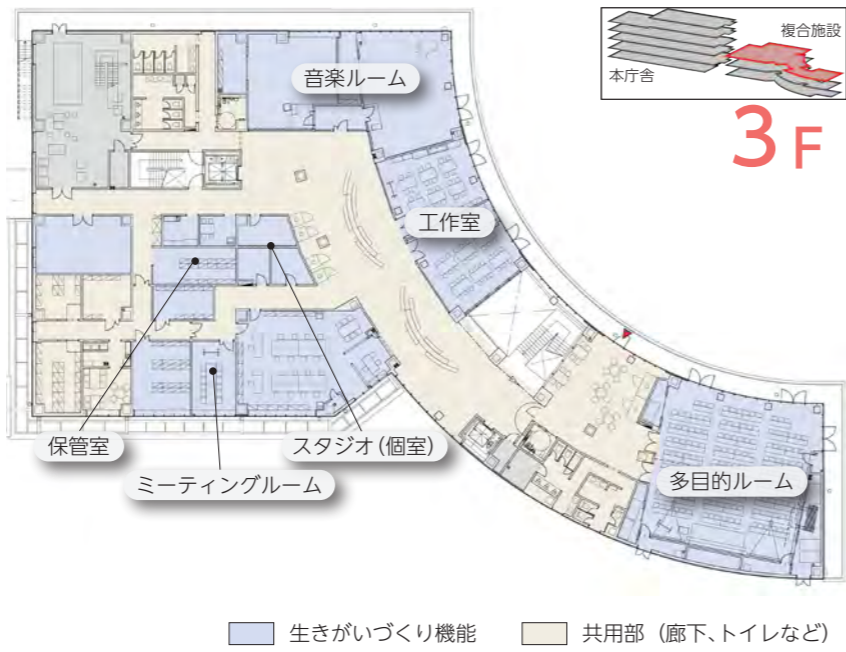 複合施設
本庁舎
3F
音楽ルーム
工作室
保管室
スタジオ(個室)
ミーティングルーム
多目的ルーム
生きがいづくり機能
共用部(廊下、トイレなど)